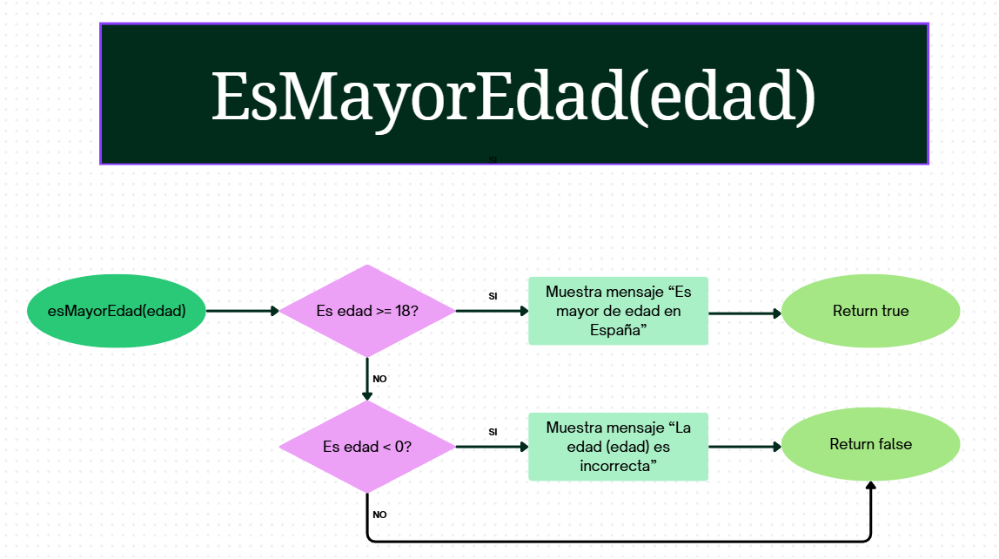 EsMayorEdad(edad)
SI
esMayorEdad(edad)
Es edad >= 18?
SI
Muestra mensaje “Es
mayor de edad en
España”
Return true
NO
Es edad < 0?
SI
Muestra mensaje “La
edad (edad) es
incorrecta”
Return false
NO